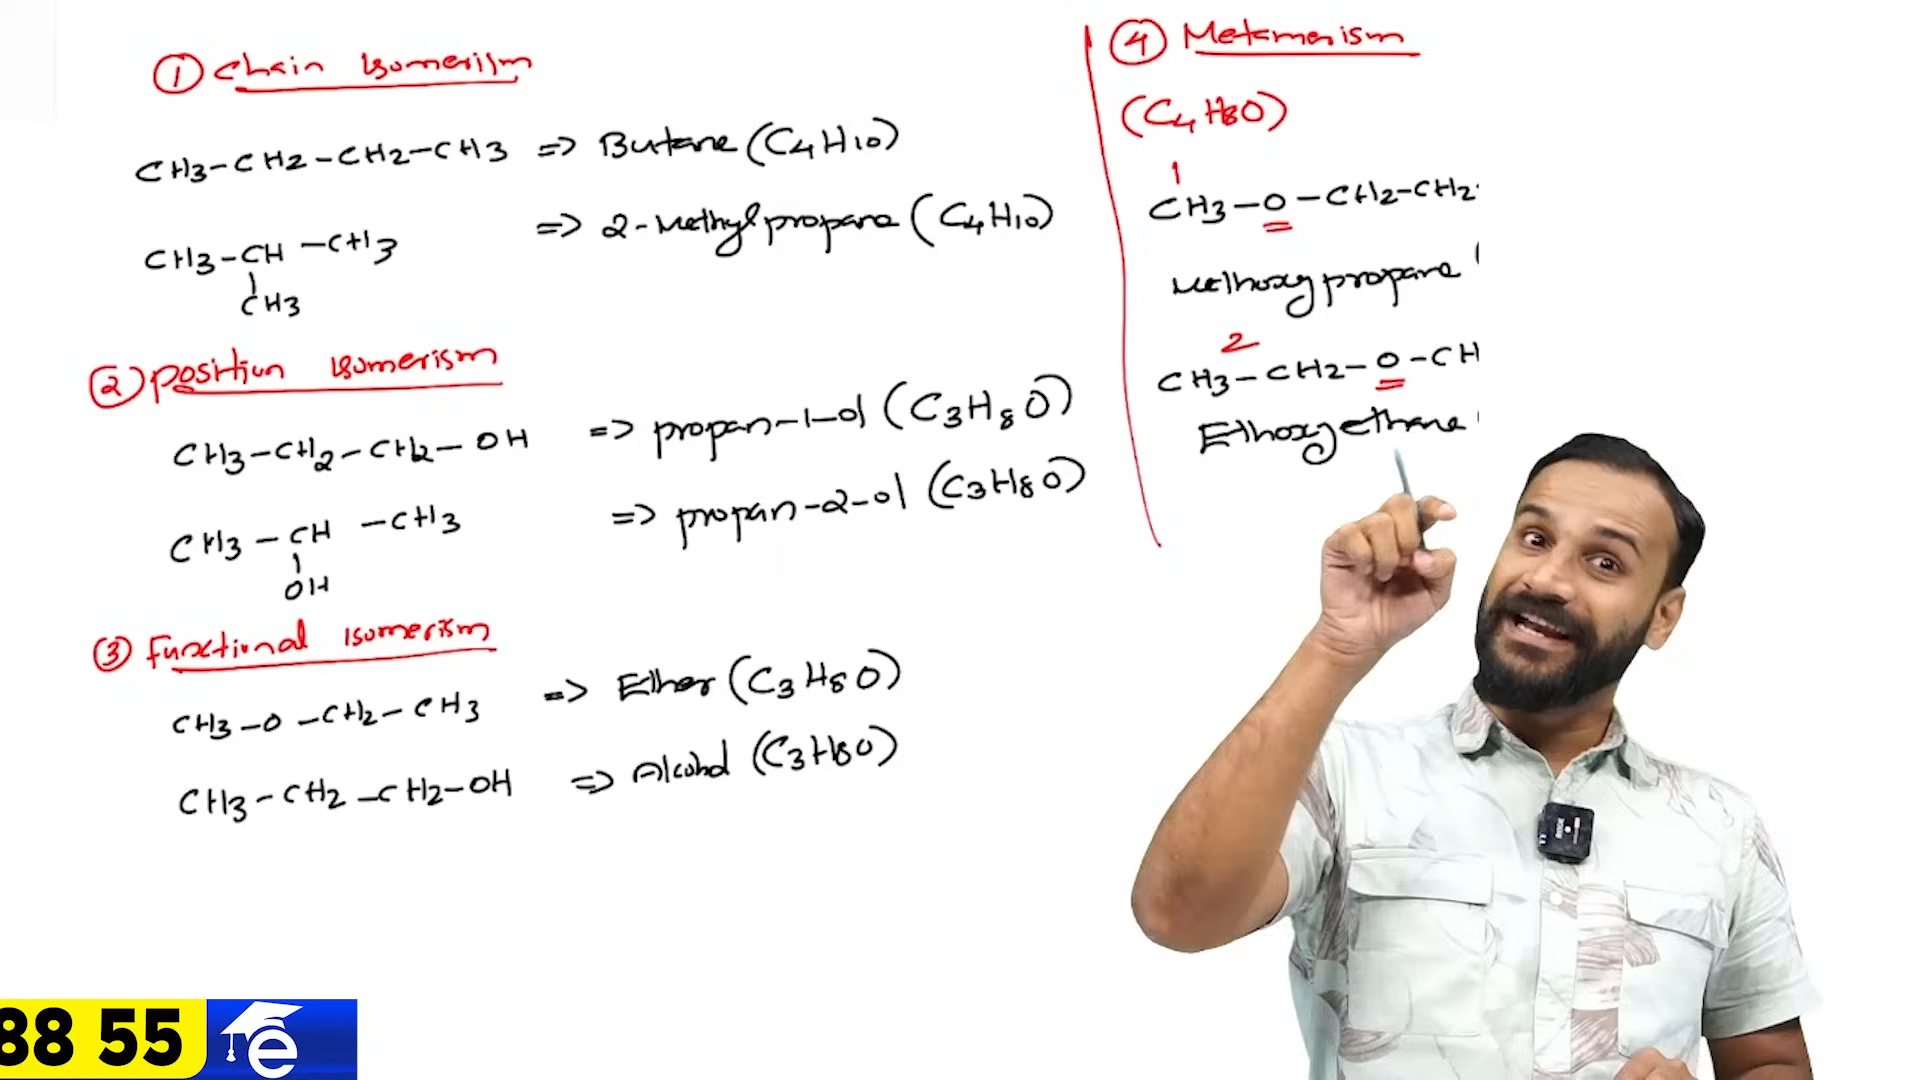 ① Chain Isomerism
CH3-CH2-CH2-CH3 => Butane (C4H10)
CH3-CH-CH3 => 2-Methylpropane (C4H10)
|
CH3
② Position Isomerism
CH3-CH2-CH2-OH => propan-1-ol (C3H8O)
CH3-CH-CH3 => propan-2-ol (C3H8O)
|
OH
③ Functional Isomerism
CH3-O-CH2-CH3 => Ether (C3H8O)
CH3-CH2-CH2-OH => Alcohol (C3H8O)
④ Metamerism
(C4H8O)
1
CH3-O-CH2-CH2-
Methoxypropane
2
CH3-CH2-O-CH
Ethoxyethane
88 55
e